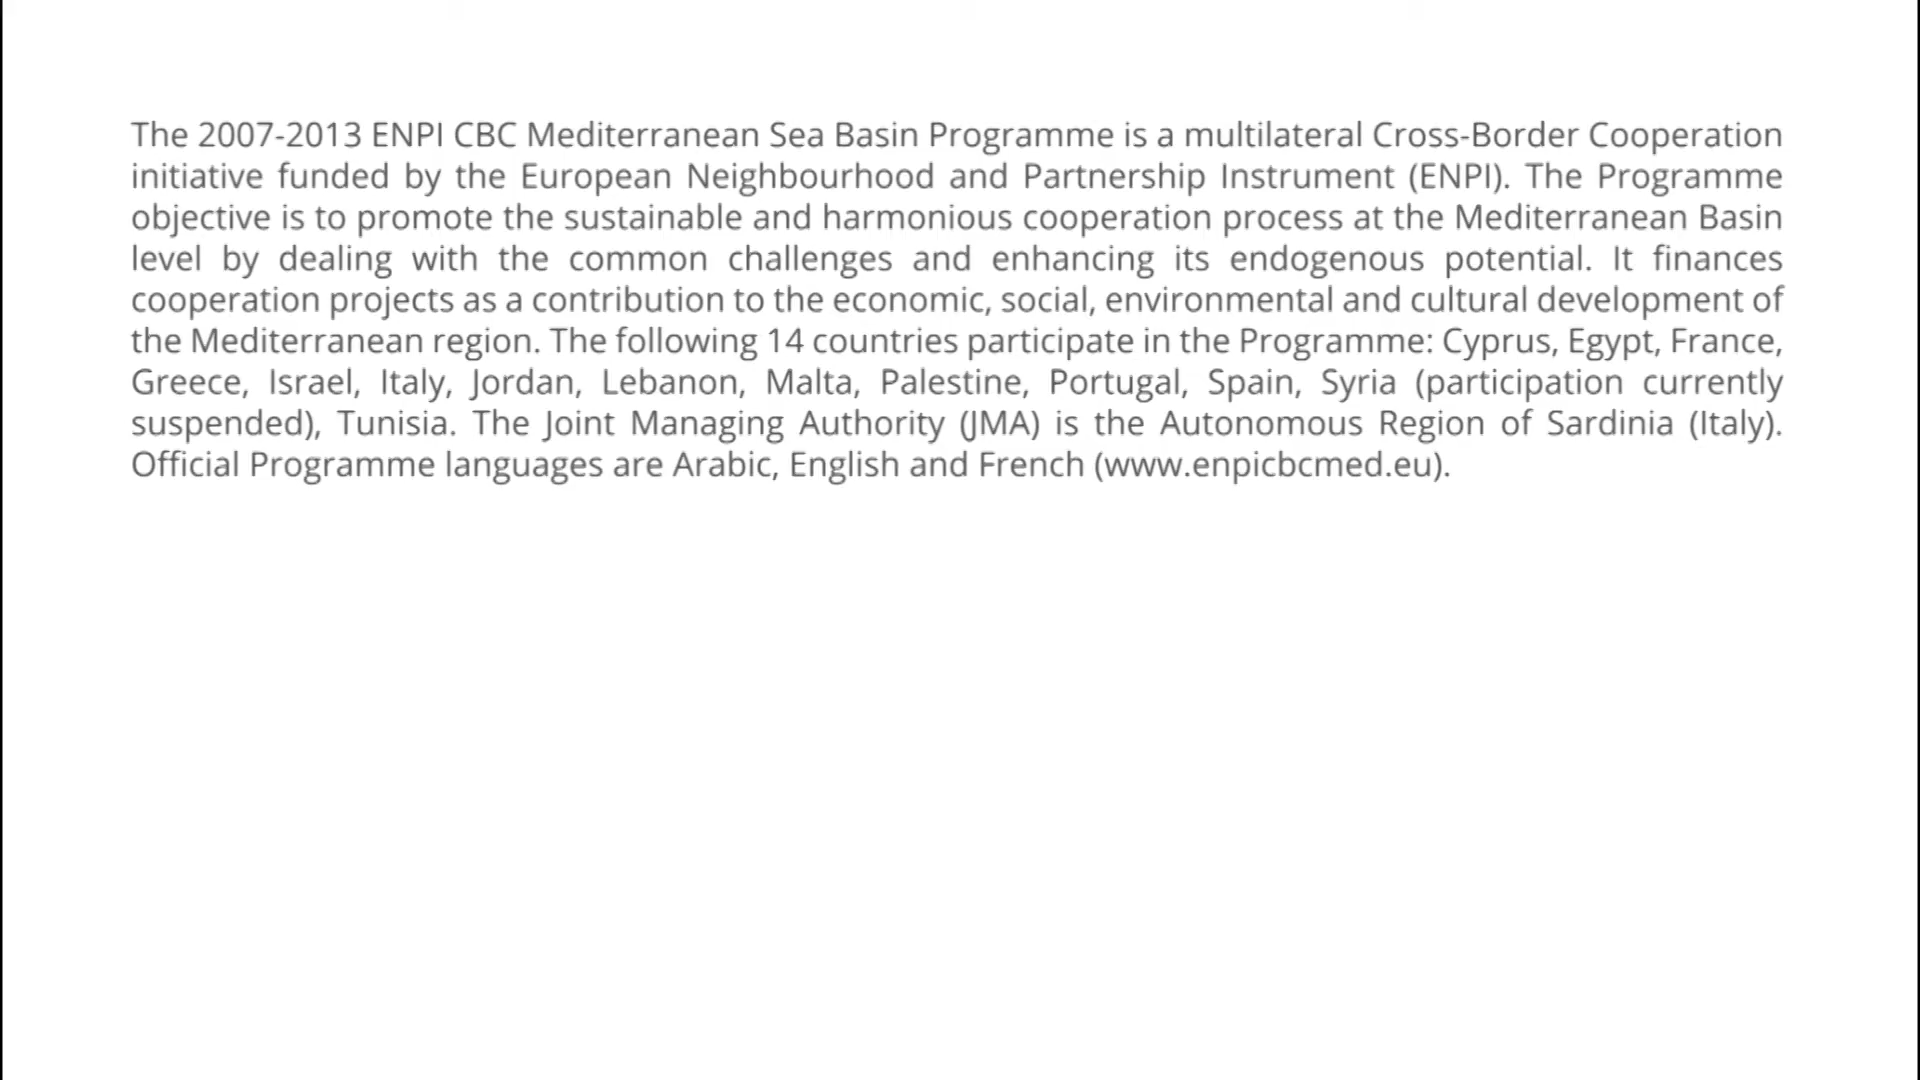 The 2007-2013 ENPI CBC Mediterranean Sea Basin Programme is a multilateral Cross-Border Cooperation
initiative funded by the European Neighbourhood and Partnership Instrument (ENPI). The Programme
objective is to promote the sustainable and harmonious cooperation process at the Mediterranean Basin
level by dealing with the common challenges and enhancing its endogenous potential. It finances
cooperation projects as a contribution to the economic, social, environmental and cultural development of
the Mediterranean region. The following 14 countries participate in the Programme: Cyprus, Egypt, France,
Greece, Israel, Italy, Jordan, Lebanon, Malta, Palestine, Portugal, Spain, Syria (participation currently
suspended), Tunisia. The Joint Managing Authority (JMA) is the Autonomous Region of Sardinia (Italy).
Official Programme languages are Arabic, English and French (www.enpicbcmed.eu).